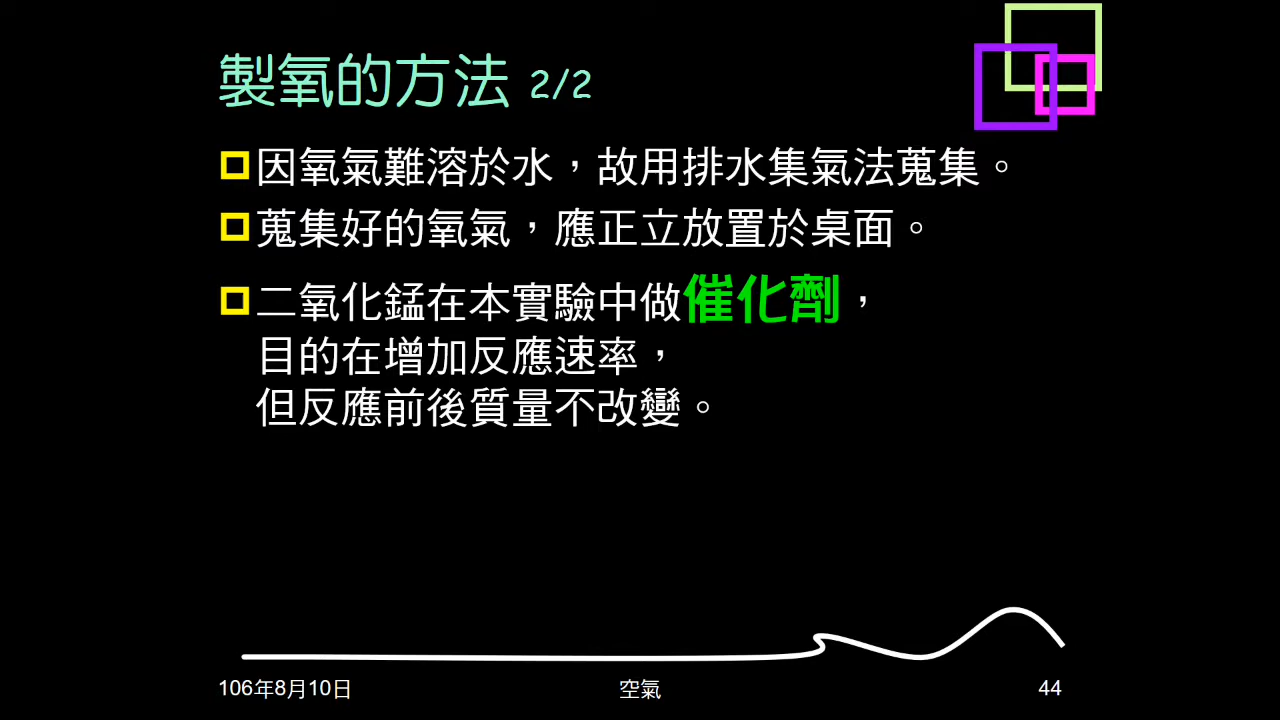 製氧的方法 2/2
因氧氣難溶於水，故用排水集氣法蒐集。
蒐集好的氧氣，應正立放置於桌面。
二氧化錳在本實驗中做催化劑，
目的在增加反應速率，
但反應前後質量不改變。
106年8月10日
空氣
44